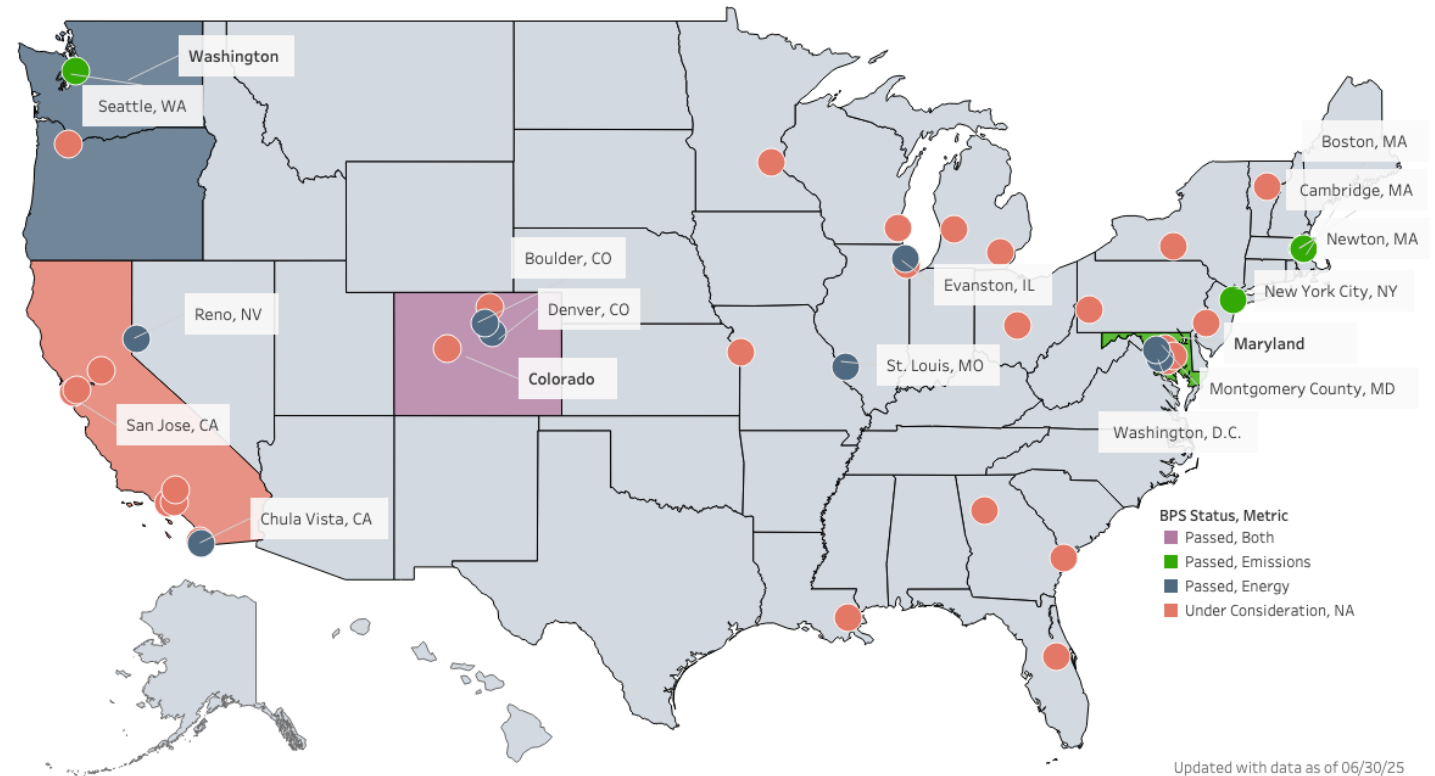 Washington
Seattle, WA
Boston, MA
Cambridge, MA
Newton, MA
Boulder, CO
Evanston, IL
New York City, NY
Denver, CO
Reno, NV
Maryland
St. Louis, MO
Colorado
Montgomery County, MD
San Jose, CA
Washington, D.C.
Chula Vista, CA
BPS Status, Metric
Passed, Both
Passed, Emissions
Passed, Energy
Under Consideration, NA
Updated with data as of 06/30/25